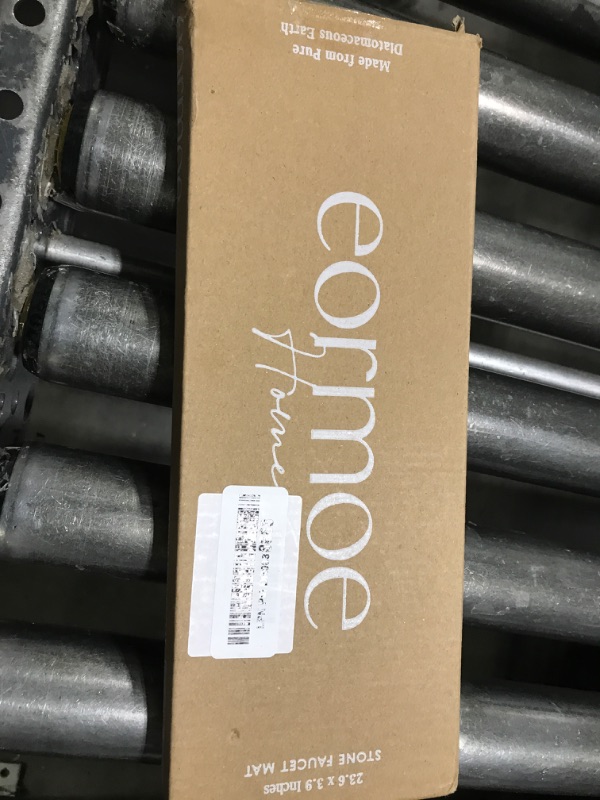 Made from Pure
Diatomaceous Earth
eormoe
Home
23.6 x 3.9 Inches
STONE FAUCET MAT